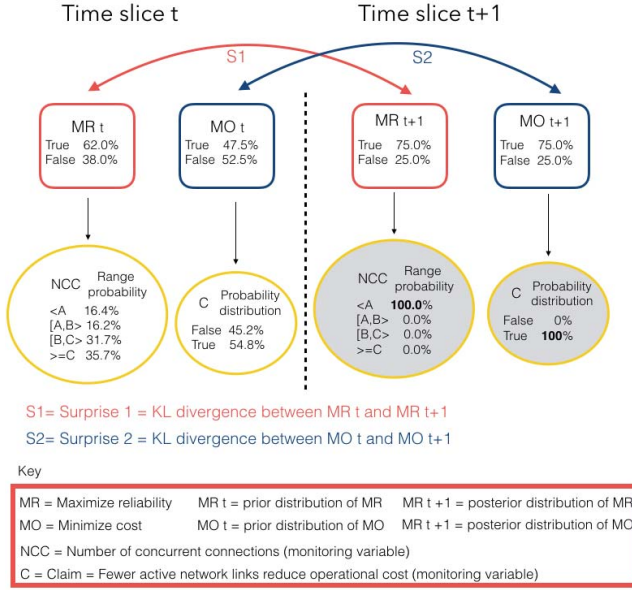 Time slice t
Time slice t+1
S1
S2
MR t
True 62.0%
False 38.0%
MO t
True 47.5%
False 52.5%
MR t+1
True 75.0%
False 25.0%
MO t+1
True 75.0%
False 25.0%
NCC Range probability
<A 16.4%
[A,B> 16.2%
[B,C> 31.7%
>=C 35.7%
C Probability distribution
False 45.2%
True 54.8%
NCC Range probability
<A 100.0%
[A,B> 0.0%
[B,C> 0.0%
>=C 0.0%
C Probability distribution
False 0%
True 100%
S1= Surprise 1 = KL divergence between MR t and MR t+1
S2= Surprise 2 = KL divergence between MO t and MO t+1
Key
MR = Maximize reliability MR t = prior distribution of MR MR t +1 = posterior distribution of MR
MO = Minimize cost MO t = prior distribution of MO MR t +1 = posterior distribution of MO
NCC = Number of concurrent connections (monitoring variable)
C = Claim = Fewer active network links reduce operational cost (monitoring variable)